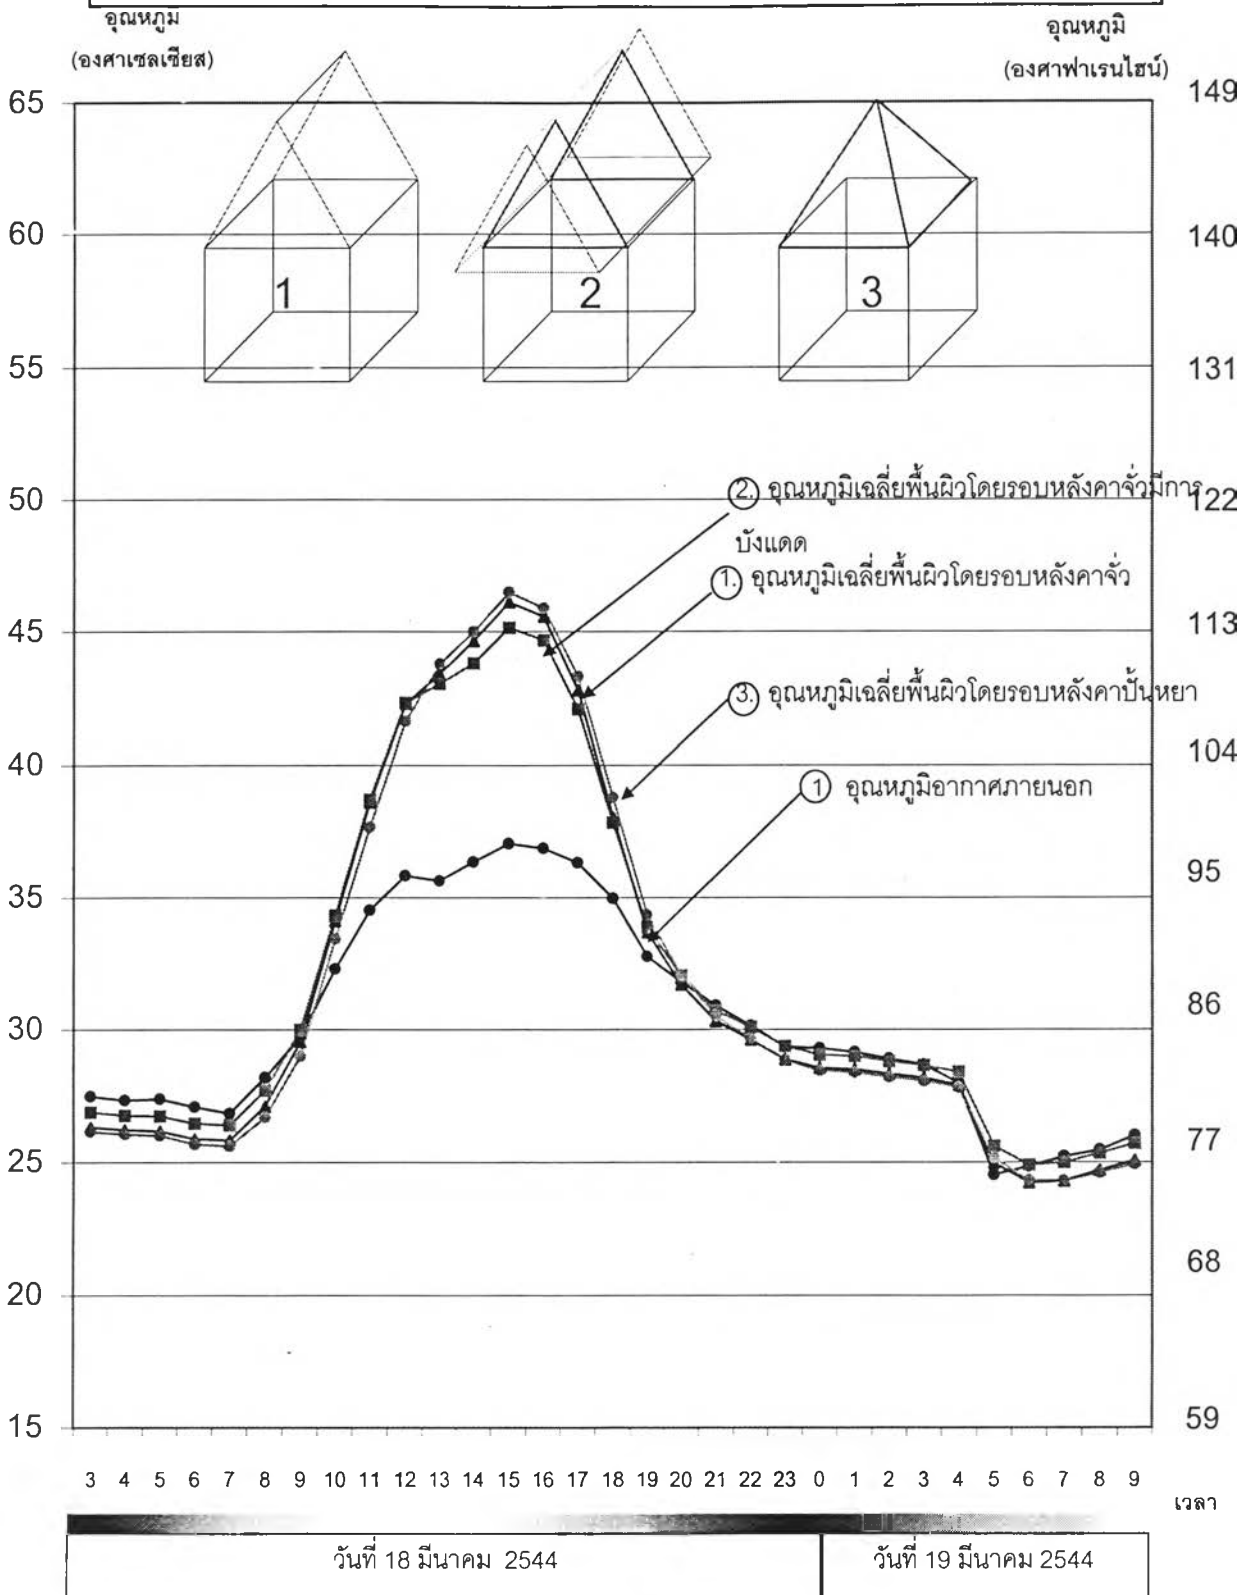 อุณหภูมิ
(องศาเซลเซียส)
อุณหภูมิ
(องศาฟาเรนไฮน์)
65
60
55
50
45
40
35
30
25
20
15
149
140
131
122
113
104
95
86
77
68
59
1
2
3
2. อุณหภูมิเฉลี่ยพื้นผิวโดยรอบหลังคาจั่วมีการ
บังแดด
1. อุณหภูมิเฉลี่ยพื้นผิวโดยรอบหลังคาจั่ว
3. อุณหภูมิเฉลี่ยพื้นผิวโดยรอบหลังคาปั้นหยา
1 อุณหภูมิอากาศภายนอก
3 4 5 6 7 8 9 10 11 12 13 14 15 16 17 18 19 20 21 22 23 0 1 2 3 4 5 6 7 8 9
เวลา
วันที่ 18 มีนาคม 2544
วันที่ 19 มีนาคม 2544